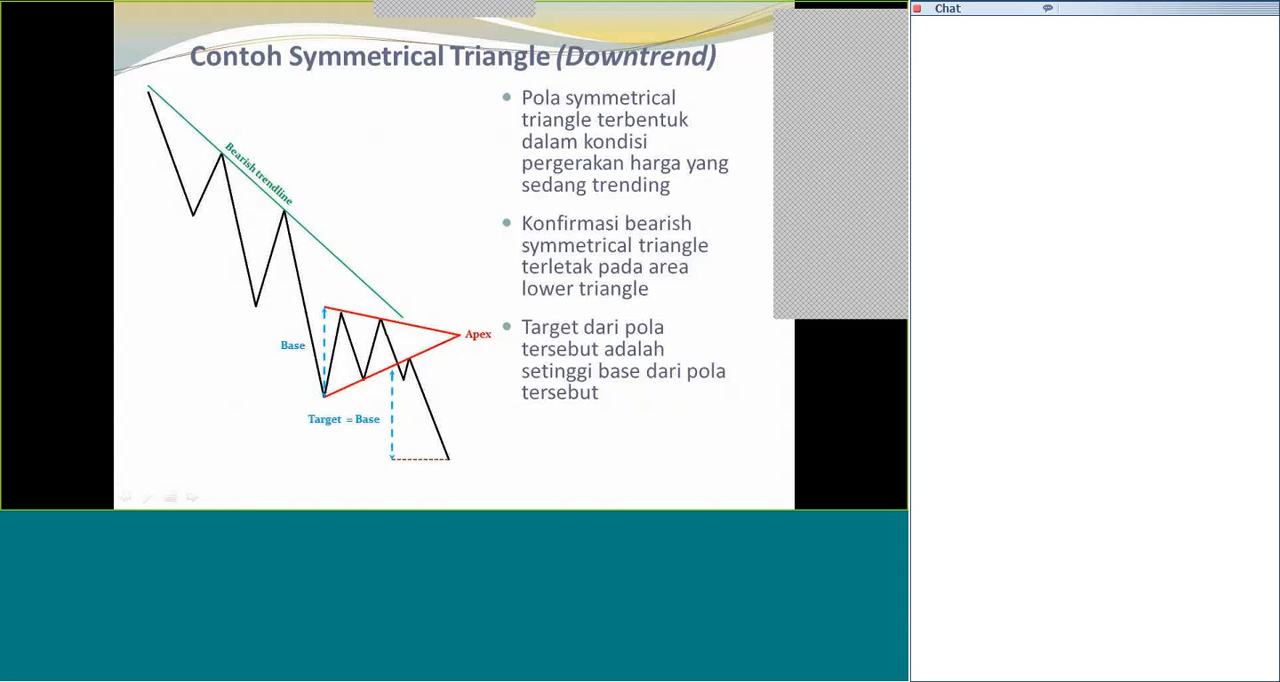 Chat
Contoh Symmetrical Triangle (Downtrend)
Bearish trendline
Base
Apex
Target = Base
Pola symmetrical
triangle terbentuk
dalam kondisi
pergerakan harga yang
sedang trending
Konfirmasi bearish
symmetrical triangle
terletak pada area
lower triangle
Target dari pola
tersebut adalah
setinggi base dari pola
tersebut